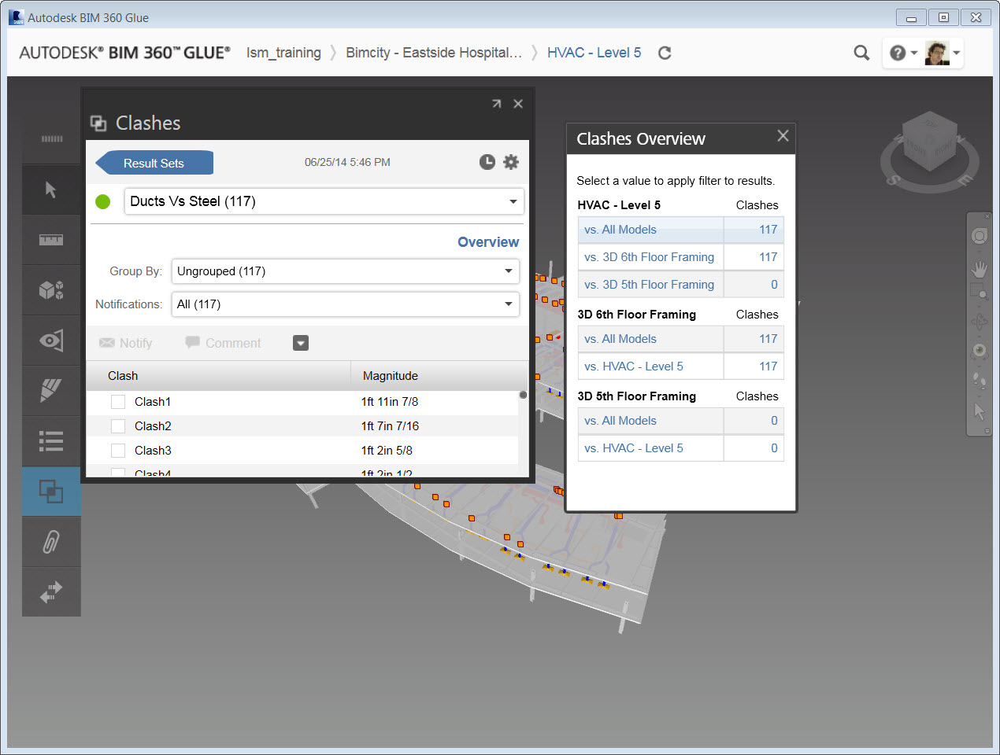 Autodesk BIM 360 Glue
AUTODESK® BIM 360™ GLUE®
lsm_training
Bimcity - Eastside Hospital...
HVAC - Level 5
Clashes
Result Sets
06/25/14 5:46 PM
Ducts Vs Steel (117)
Overview
Group By: Ungrouped (117)
Notifications: All (117)
Notify Comment
Clash Magnitude
Clash1 1ft 11in 7/8
Clash2 1ft 7in 7/16
Clash3 1ft 2in 5/8
Clash4 1ft 2in 1/2
Clashes Overview
Select a value to apply filter to results.
HVAC - Level 5 Clashes
vs. All Models 117
vs. 3D 6th Floor Framing 117
vs. 3D 5th Floor Framing 0
3D 6th Floor Framing Clashes
vs. All Models 117
vs. HVAC - Level 5 117
3D 5th Floor Framing Clashes
vs. All Models 0
vs. HVAC - Level 5 0
TOP
FRONT
RIGHT
S
E